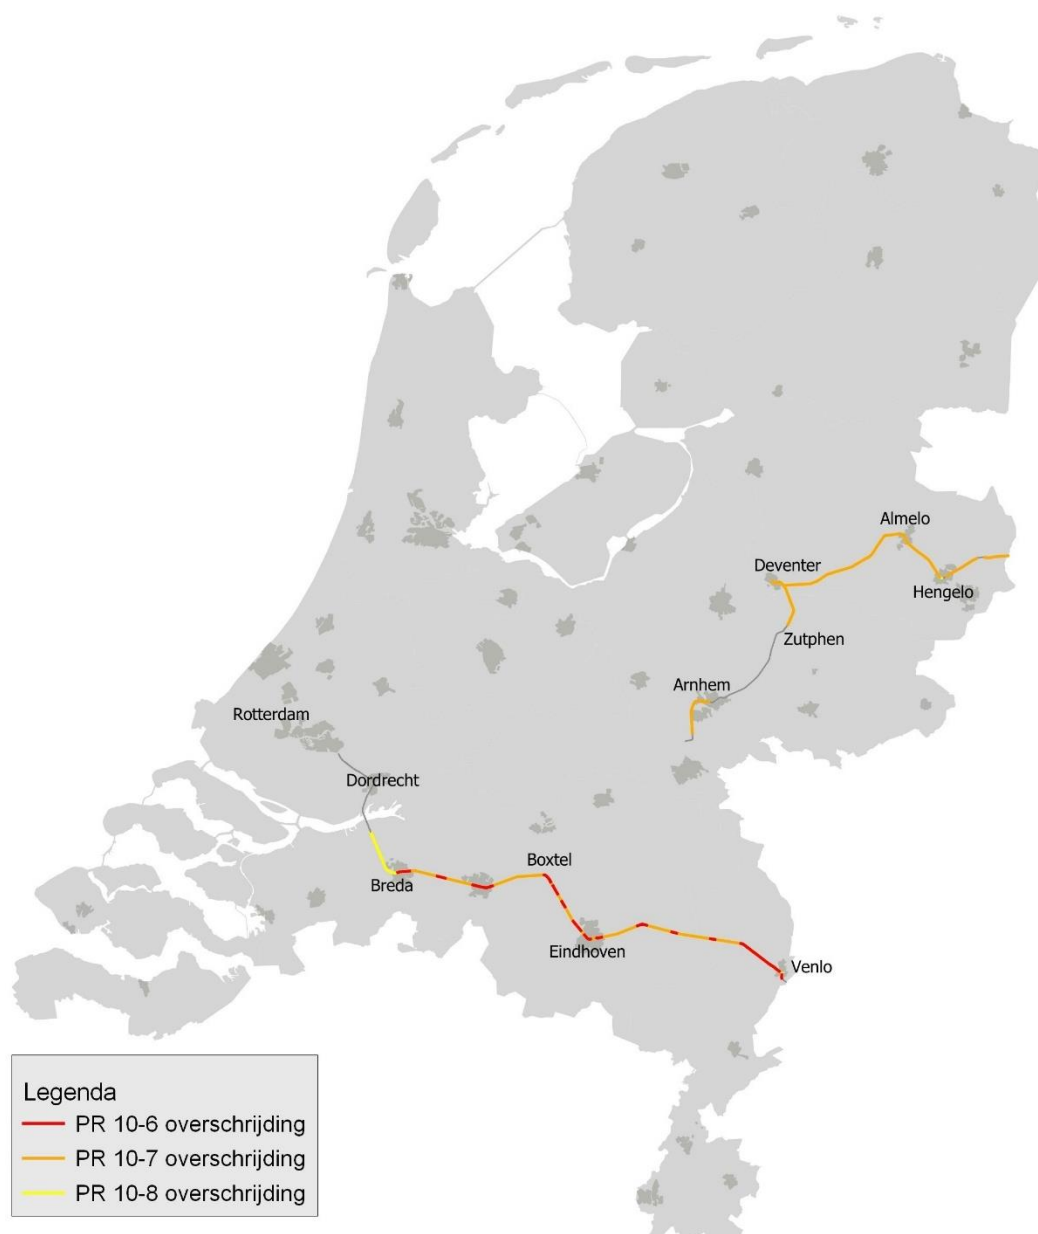 Almelo
Deventer
Hengelo
Zutphen
Arnhem
Rotterdam
Dordrecht
Boxtel
Breda
Eindhoven
Venlo
Legenda
PR 10-6 overschrijding
PR 10-7 overschrijding
PR 10-8 overschrijding